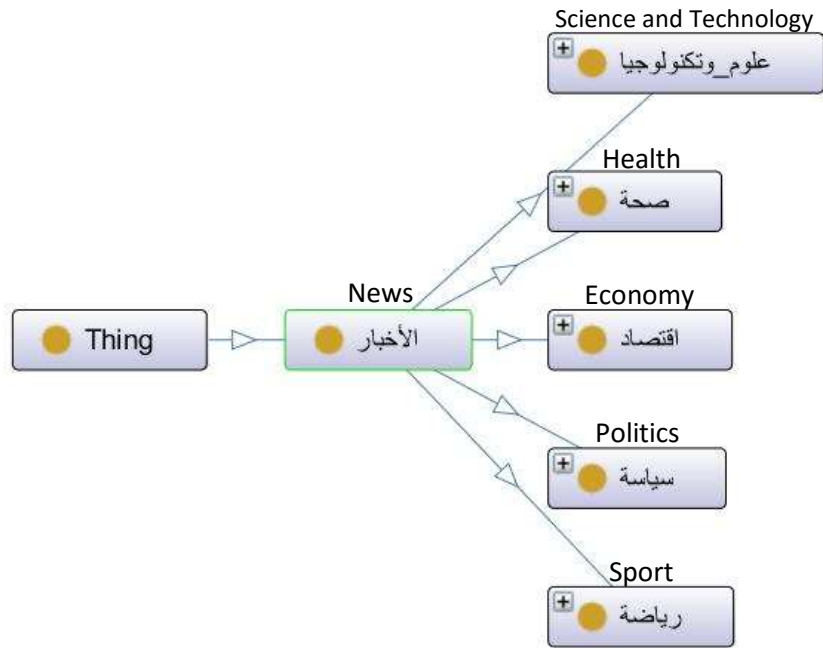 Science and Technology
علوم_وتكنولوجيا
Health
صحة
News
Economy
Thing
الأخبار
اقتصاد
Politics
سياسة
Sport
رياضة